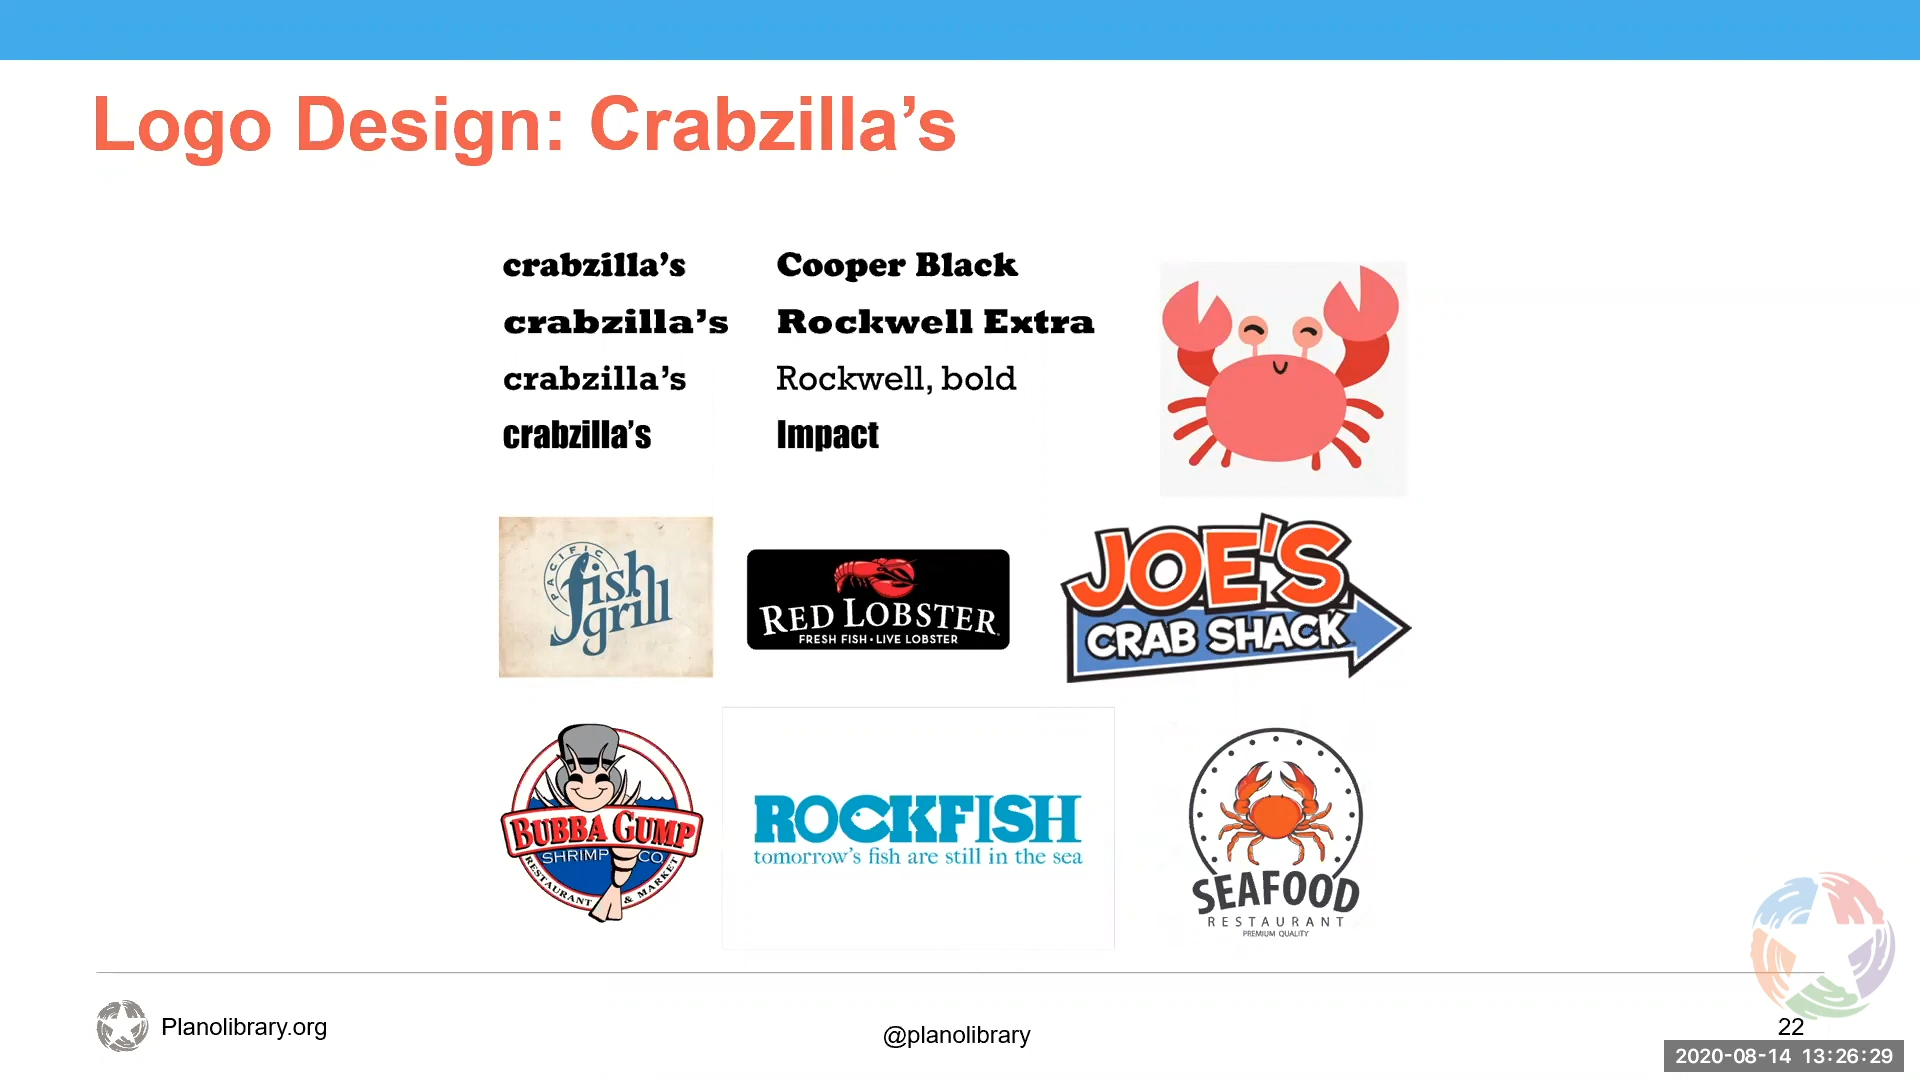 Logo Design: Crabzilla’s
crabzilla’s Cooper Black
crabzilla’s Rockwell Extra
crabzilla’s Rockwell, bold
crabzilla’s Impact
PACIFIC
fish
grill
RED LOBSTER
FRESH FISH • LIVE LOBSTER
JOE'S
CRAB SHACK
BUBBA GUMP
SHRIMP CO.
RESTAURANT & MARKET
ROCKFISH
tomorrow’s fish are still in the sea
SEAFOOD
RESTAURANT
PREMIUM QUALITY
Planolibrary.org
@planolibrary
22
2020-08-14 13:26:29